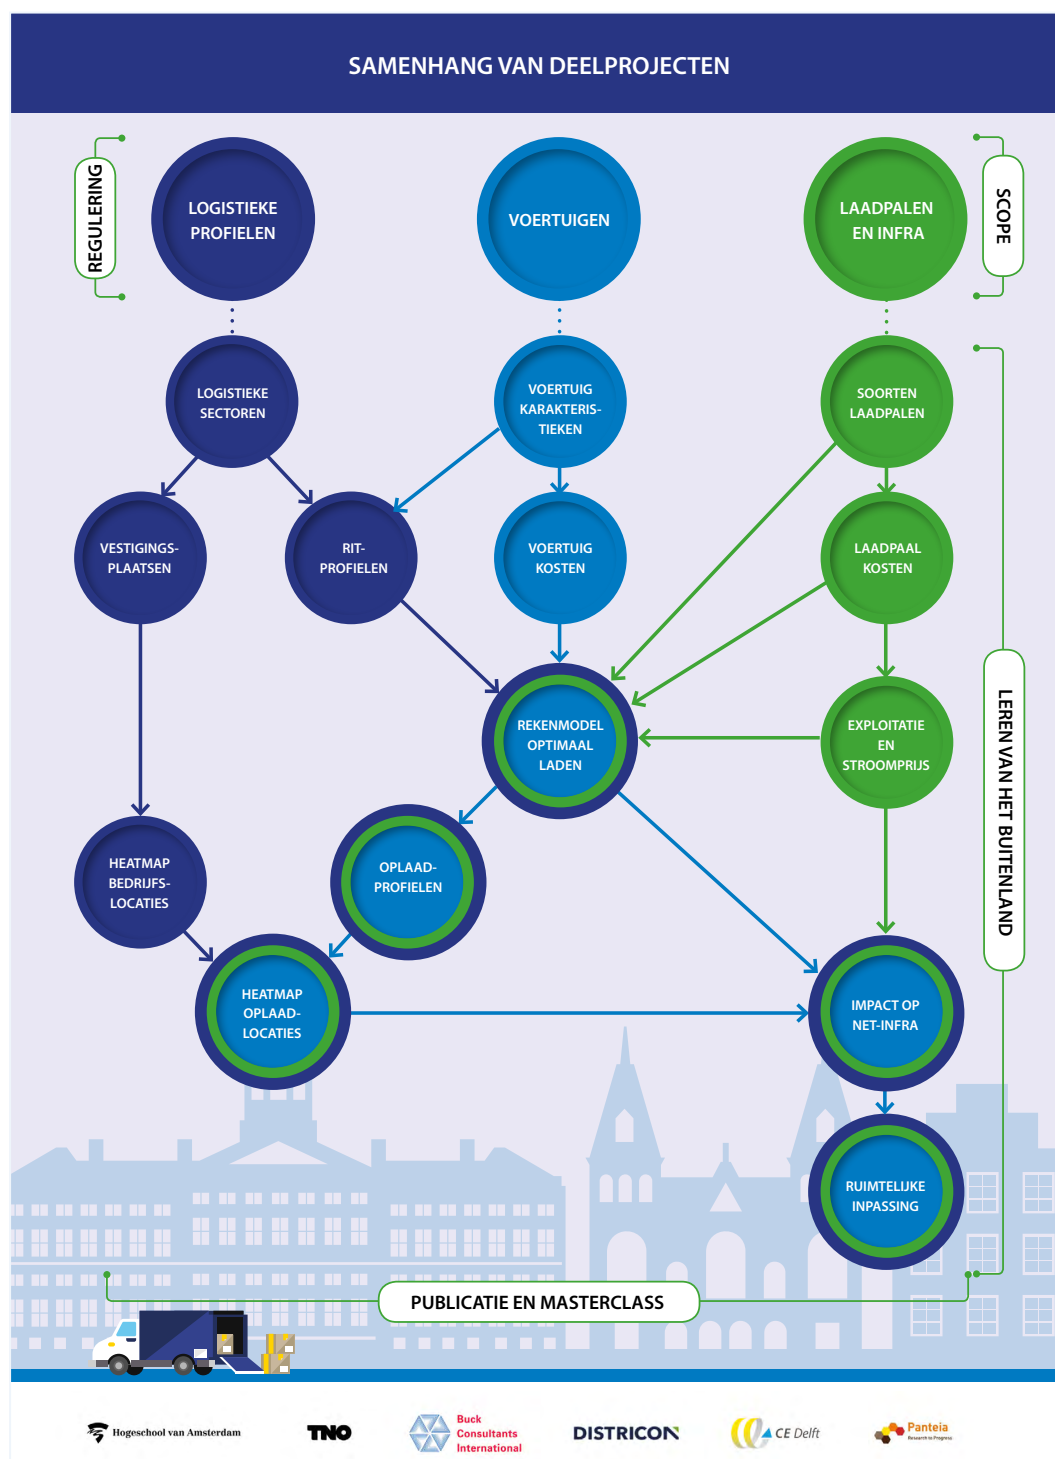 SAMENHANG VAN DEELPROJECTEN
REGULERING
LOGISTIEKE
PROFIELEN
VOERTUIGEN
LAADPALEN
EN INFRA
SCOPE
LOGISTIEKE
SECTOREN
VOERTUIG
KARAKTERIS-
TIEKEN
SOORTEN
LAADPALEN
VESTIGINGS-
PLAATSEN
RIT-
PROFIELEN
VOERTUIG
KOSTEN
LAADPAAL
KOSTEN
REKENMODEL
OPTIMAAL
LADEN
EXPLOITATIE
EN
STROOMPRIJS
LEREN VAN HET BUITENLAND
HEATMAP
BEDRIJFS-
LOCATIES
OPLAAD-
PROFIELEN
HEATMAP
OPLAAD-
LOCATIES
IMPACT OP
NET-INFRA
RUIMTELIJKE
INPASSING
PUBLICATIE EN MASTERCLASS
Hogeschool van Amsterdam
TNO
Buck
Consultants
International
DISTRICON
CE Delft
Panteia
Research to Progress